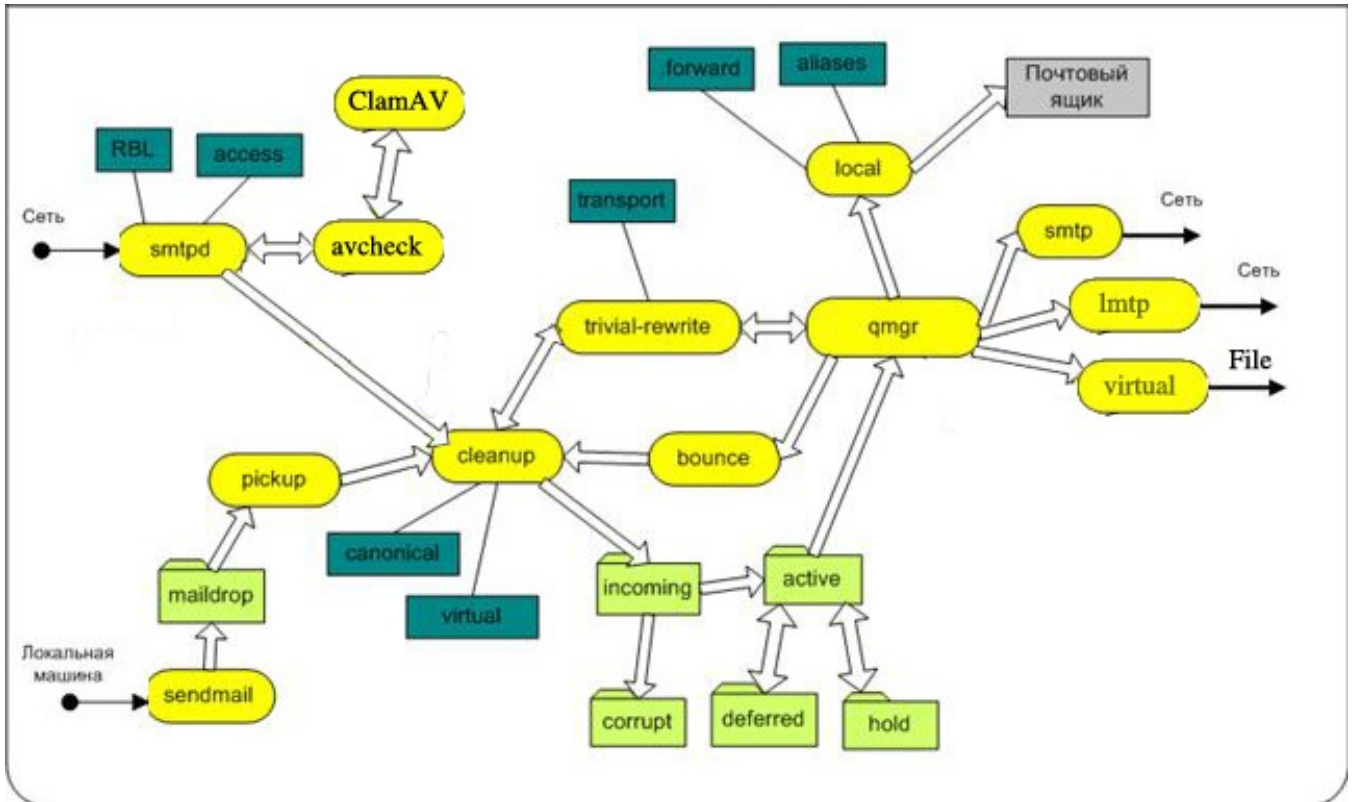 .forward
aliases
Почтовый
ящик
ClamAV
RBL
access
local
transport
Сеть
Сеть
smtpd
avcheck
smtp
Сеть
lmtp
trivial-rewrite
qmgr
File
virtual
cleanup
bounce
pickup
canonical
maildrop
incoming
active
virtual
Локальная
машина
sendmail
corrupt
deferred
hold